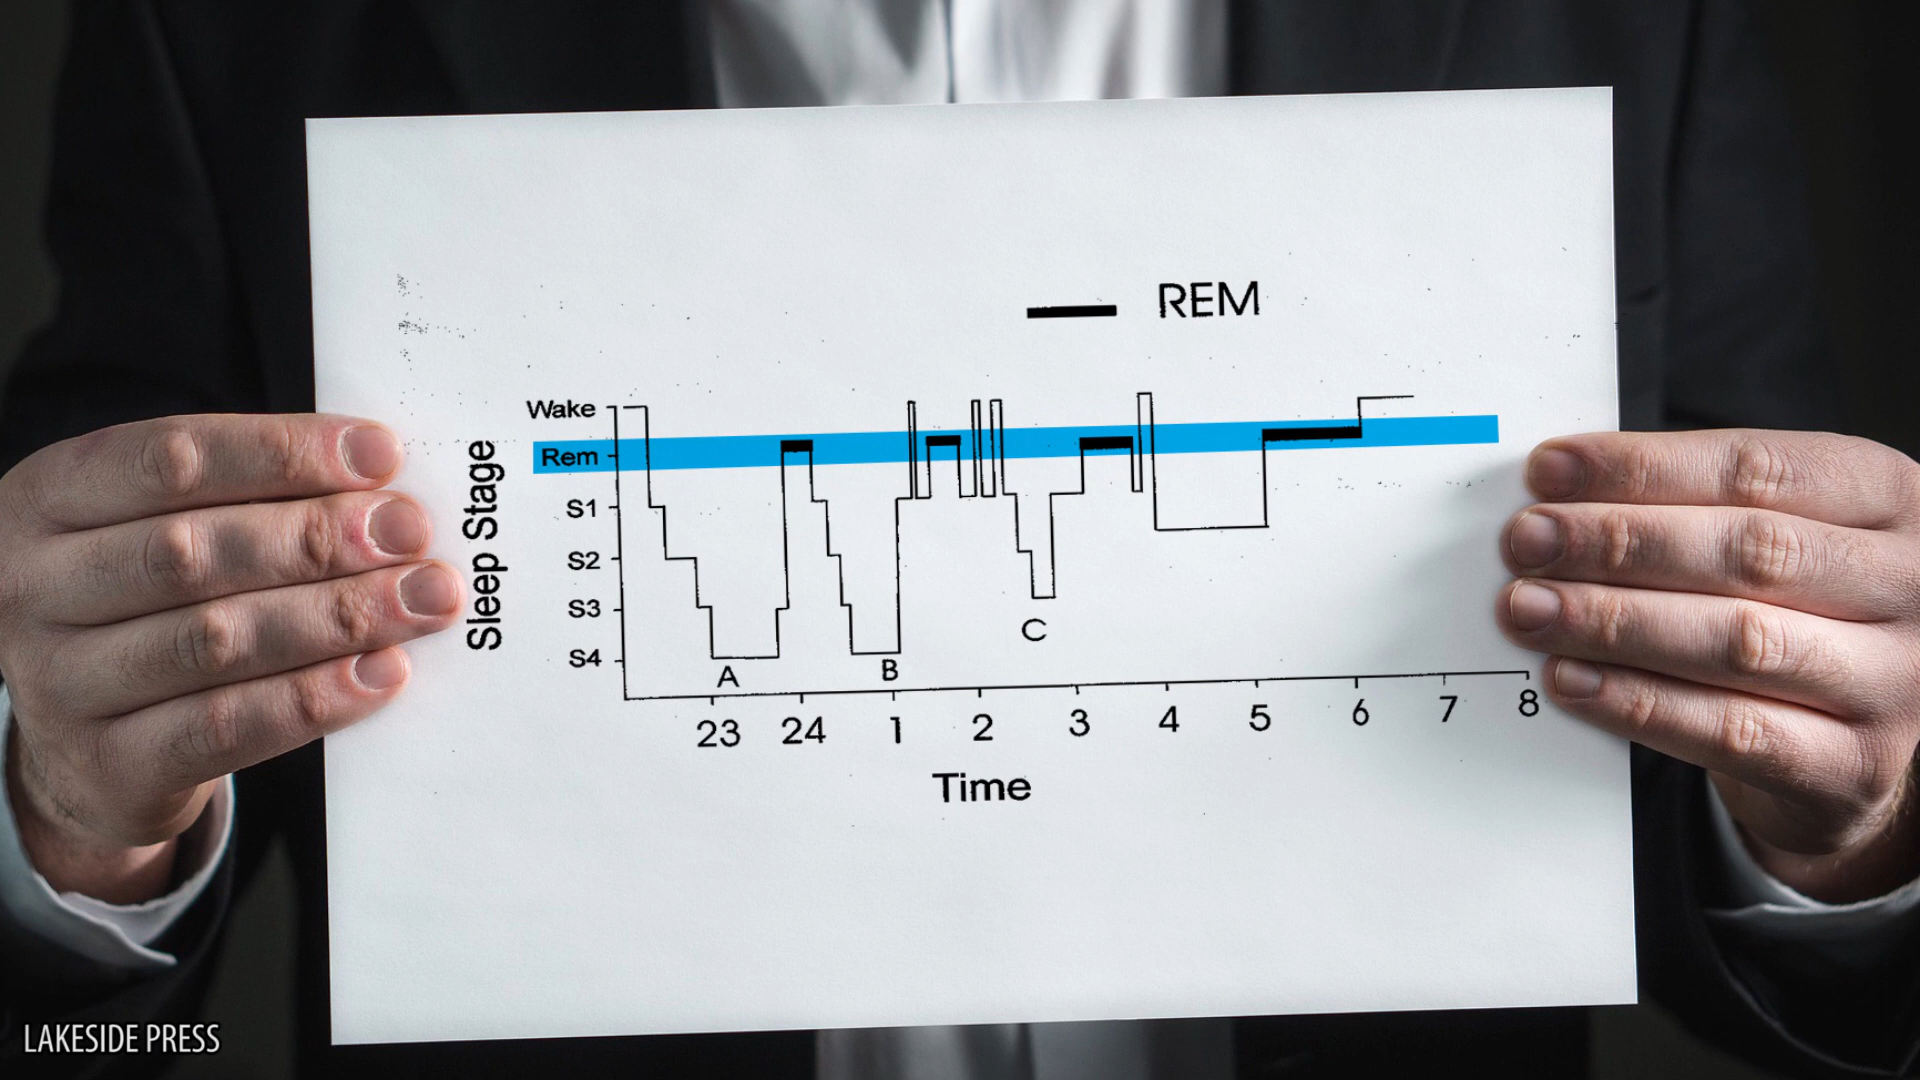 REM
Wake
Rem
S1
S2
S3
S4
Sleep Stage
A
B
C
23 24 1 2 3 4 5 6 7 8
Time
LAKESIDE PRESS